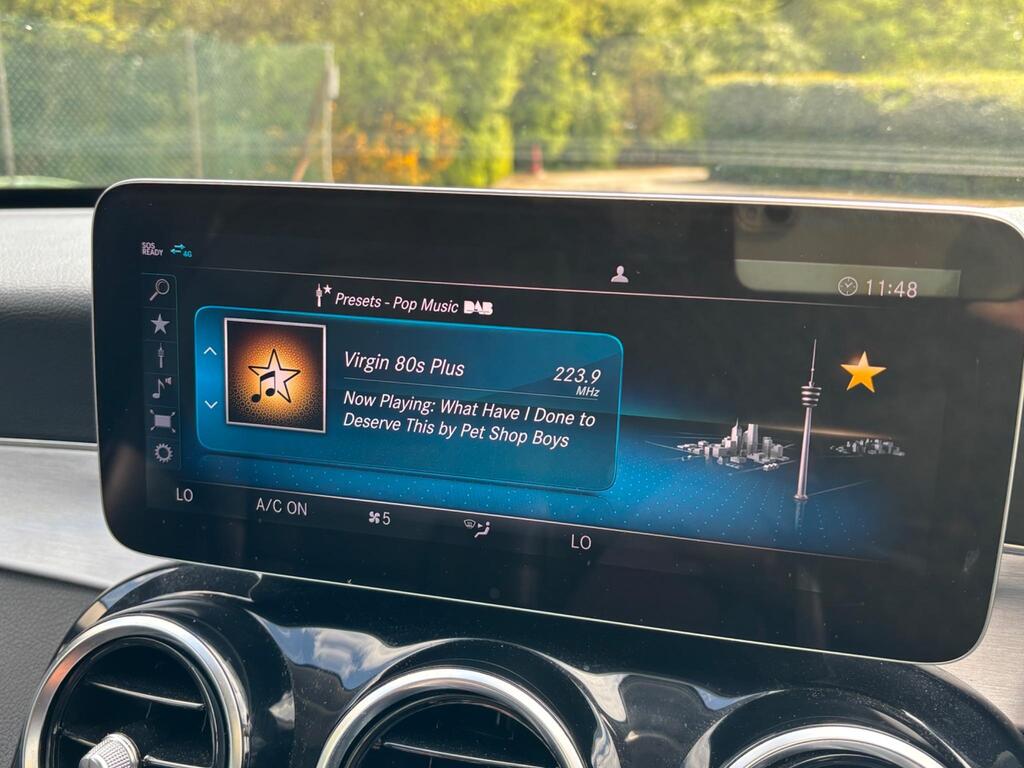 SOS
READY
4G
11:48
Presets - Pop Music DAB
Virgin 80s Plus
223.9
MHz
Now Playing: What Have I Done to
Deserve This by Pet Shop Boys
LO
A/C ON
5
LO